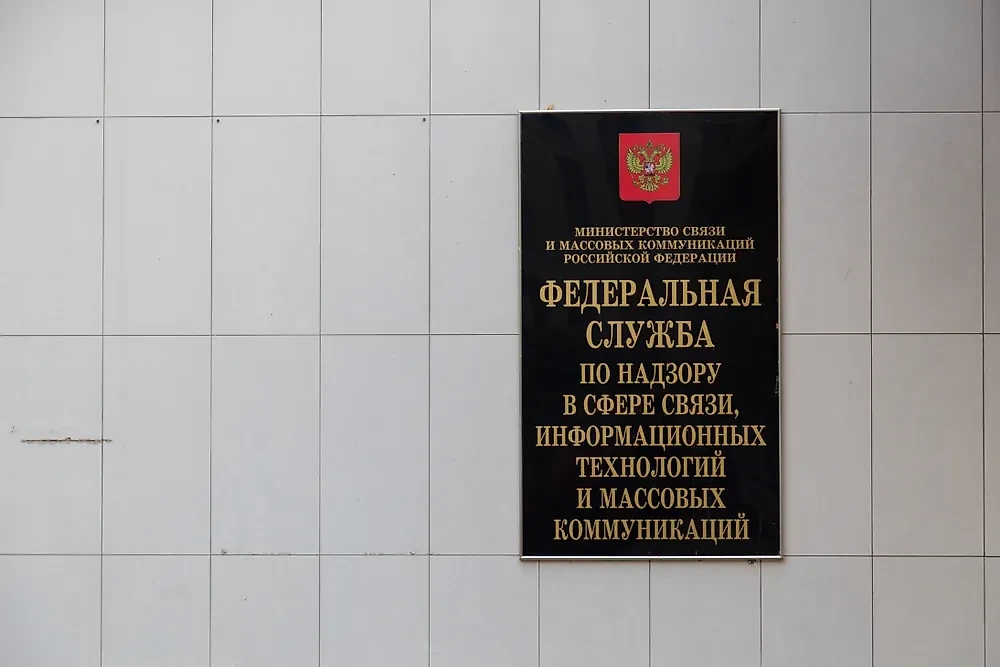 МИНИСТЕРСТВО СВЯЗИ
И МАССОВЫХ КОММУНИКАЦИЙ
РОССИЙСКОЙ ФЕДЕРАЦИИ
ФЕДЕРАЛЬНАЯ
СЛУЖБА
ПО НАДЗОРУ
В СФЕРЕ СВЯЗИ,
ИНФОРМАЦИОННЫХ
ТЕХНОЛОГИЙ
И МАССОВЫХ
КОММУНИКАЦИЙ